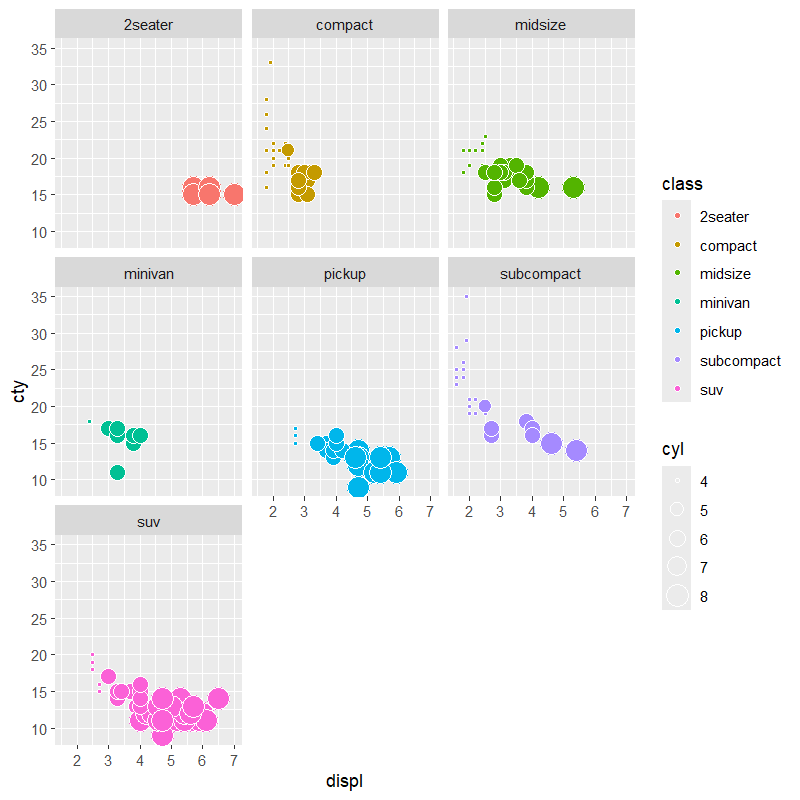 2seater compact midsize
35
30
25
20
15
10
minivan pickup subcompact
35
30
25
20
15
10
2 3 4 5 6 7 2 3 4 5 6 7
suv
35
30
25
20
15
10
2 3 4 5 6 7
cty
displ
class
2seater
compact
midsize
minivan
pickup
subcompact
suv
cyl
4
5
6
7
8